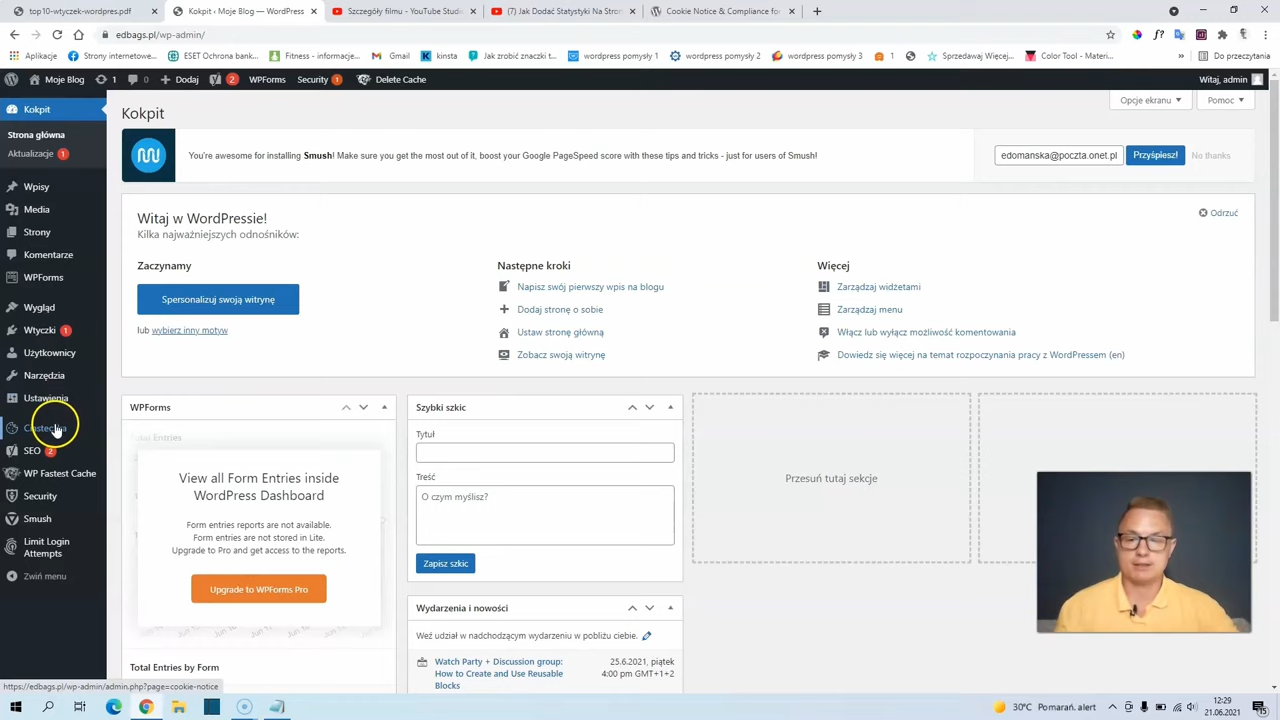 top10-wtyczek-wordpres.pdf
Kokpit ‹ Moje Blog — WordPress
Szczegóły filmu - YouTube Studio
(7) Jak Dodać Statystyki Na Stron
Cookie Notice & Compliance for
edbags.pl/wp-admin/
Aplikacje
Strony internetowe...
ESET Ochrona bank...
Fitness - informacje...
Gmail
kinsta
Jak zrobić znaczki t...
wordpress pomysły 1
wordpress pomysły 2
wordpress pomysły 3
1
Sprzedawaj Więcej,...
Color Tool - Materi...
»
Do przeczytania
Moje Blog
1
0
Dodaj
2
WPForms
Security 1
Delete Cache
Witaj, admin
Kokpit
Strona główna
Aktualizacje 1
Wpisy
Media
Strony
Komentarze
WPForms
Wygląd
Wtyczki 1
Użytkownicy
Narzędzia
Ustawienia
Ciasteczka
SEO 2
WP Fastest Cache
Security
Smush
Limit Login
Attempts
Zwiń menu
Opcje ekranu
Pomoc
Kokpit
You're awesome for installing Smush! Make sure you get the most out of it, boost your Google PageSpeed score with these tips and tricks - just for users of Smush!
edomanska@poczta.onet.pl
Przyśpiesz!
No thanks
Witaj w WordPressie!
Kilka najważniejszych odnośników:
Odrzuć
Zaczynamy
Spersonalizuj swoją witrynę
lub wybierz inny motyw
Następne kroki
Napisz swój pierwszy wpis na blogu
Dodaj stronę o sobie
Ustaw stronę główną
Zobacz swoją witrynę
Więcej
Zarządzaj widżetami
Zarządzaj menu
Włącz lub wyłącz możliwość komentowania
Dowiedz się więcej na temat rozpoczynania pracy z WordPressem (en)
WPForms
Total Entries
View all Form Entries inside
WordPress Dashboard
Form entries reports are not available.
Form entries are not stored in Lite.
Upgrade to Pro and get access to the reports.
Upgrade to WPForms Pro
Total Entries by Form
Szybki szkic
Tytuł
Treść
O czym myślisz?
Zapisz szkic
Wydarzenia i nowości
Weź udział w nadchodzącym wydarzeniu w pobliżu ciebie.
Watch Party + Discussion group:
How to Create and Use Reusable
Blocks
25.6.2021, piątek
4:00 pm GMT+1+2
Przesuń tutaj sekcje
https://edbags.pl/wp-admin/admin.php?page=cookie-notice
30°C Pomarań. alert
12:29
21.06.2021